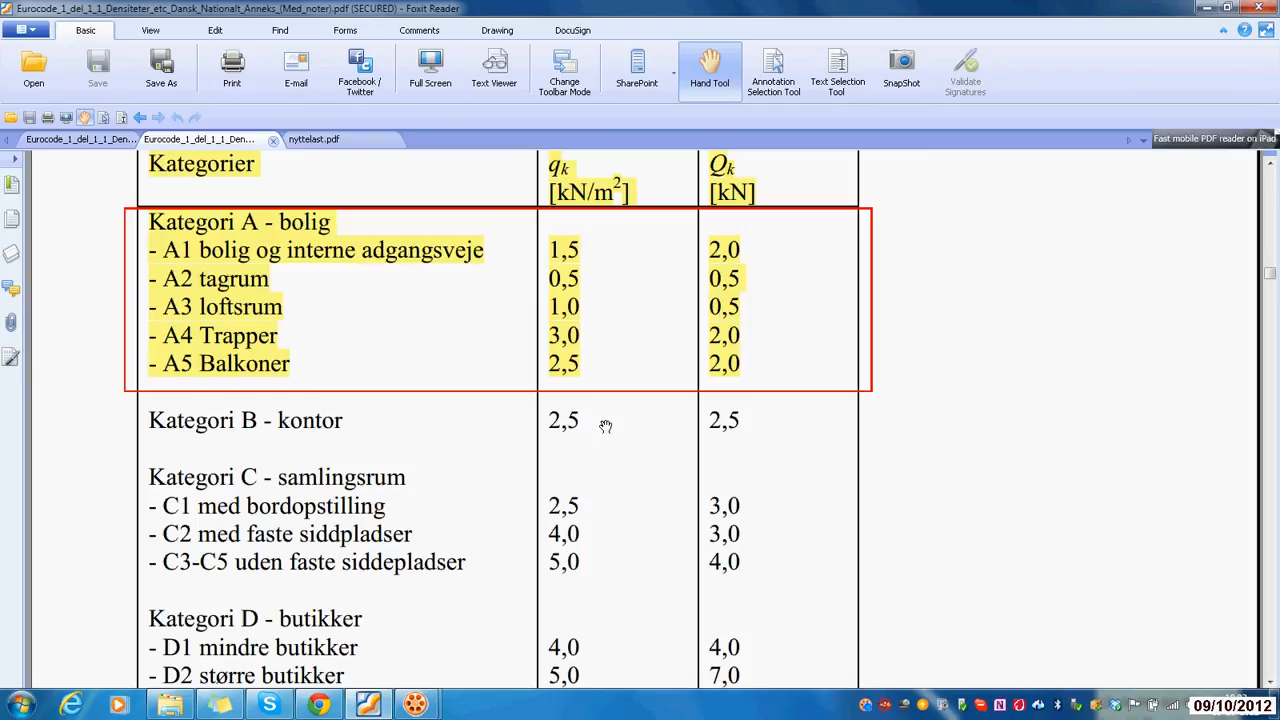 Eurocode_1_del_1_1_Densiteter_etc_Dansk_Nationalt_Anneks_(Med_noter).pdf (SECURED) - Foxit Reader
Basic View Edit Find Forms Comments Drawing DocuSign
Open Save Save As Print E-mail Facebook / Twitter Full Screen Text Viewer Change Toolbar Mode SharePoint Hand Tool Annotation Selection Tool Text Selection Tool SnapShot Validate Signatures
Eurocode_1_del_1_1_Den... Eurocode_1_del_1_1_Den... nyttelast.pdf Fast mobile PDF reader on iPad
Kategorier qk Qk
[kN/m2] [kN]
Kategori A - bolig
- A1 bolig og interne adgangsveje 1,5 2,0
- A2 tagrum 0,5 0,5
- A3 loftsrum 1,0 0,5
- A4 Trapper 3,0 2,0
- A5 Balkoner 2,5 2,0
Kategori B - kontor 2,5 2,5
Kategori C - samlingsrum
- C1 med bordopstilling 2,5 3,0
- C2 med faste siddpladser 4,0 3,0
- C3-C5 uden faste siddepladser 5,0 4,0
Kategori D - butikker
- D1 mindre butikker 4,0 4,0
- D2 større butikker 5,0 7,0
09/10/2012